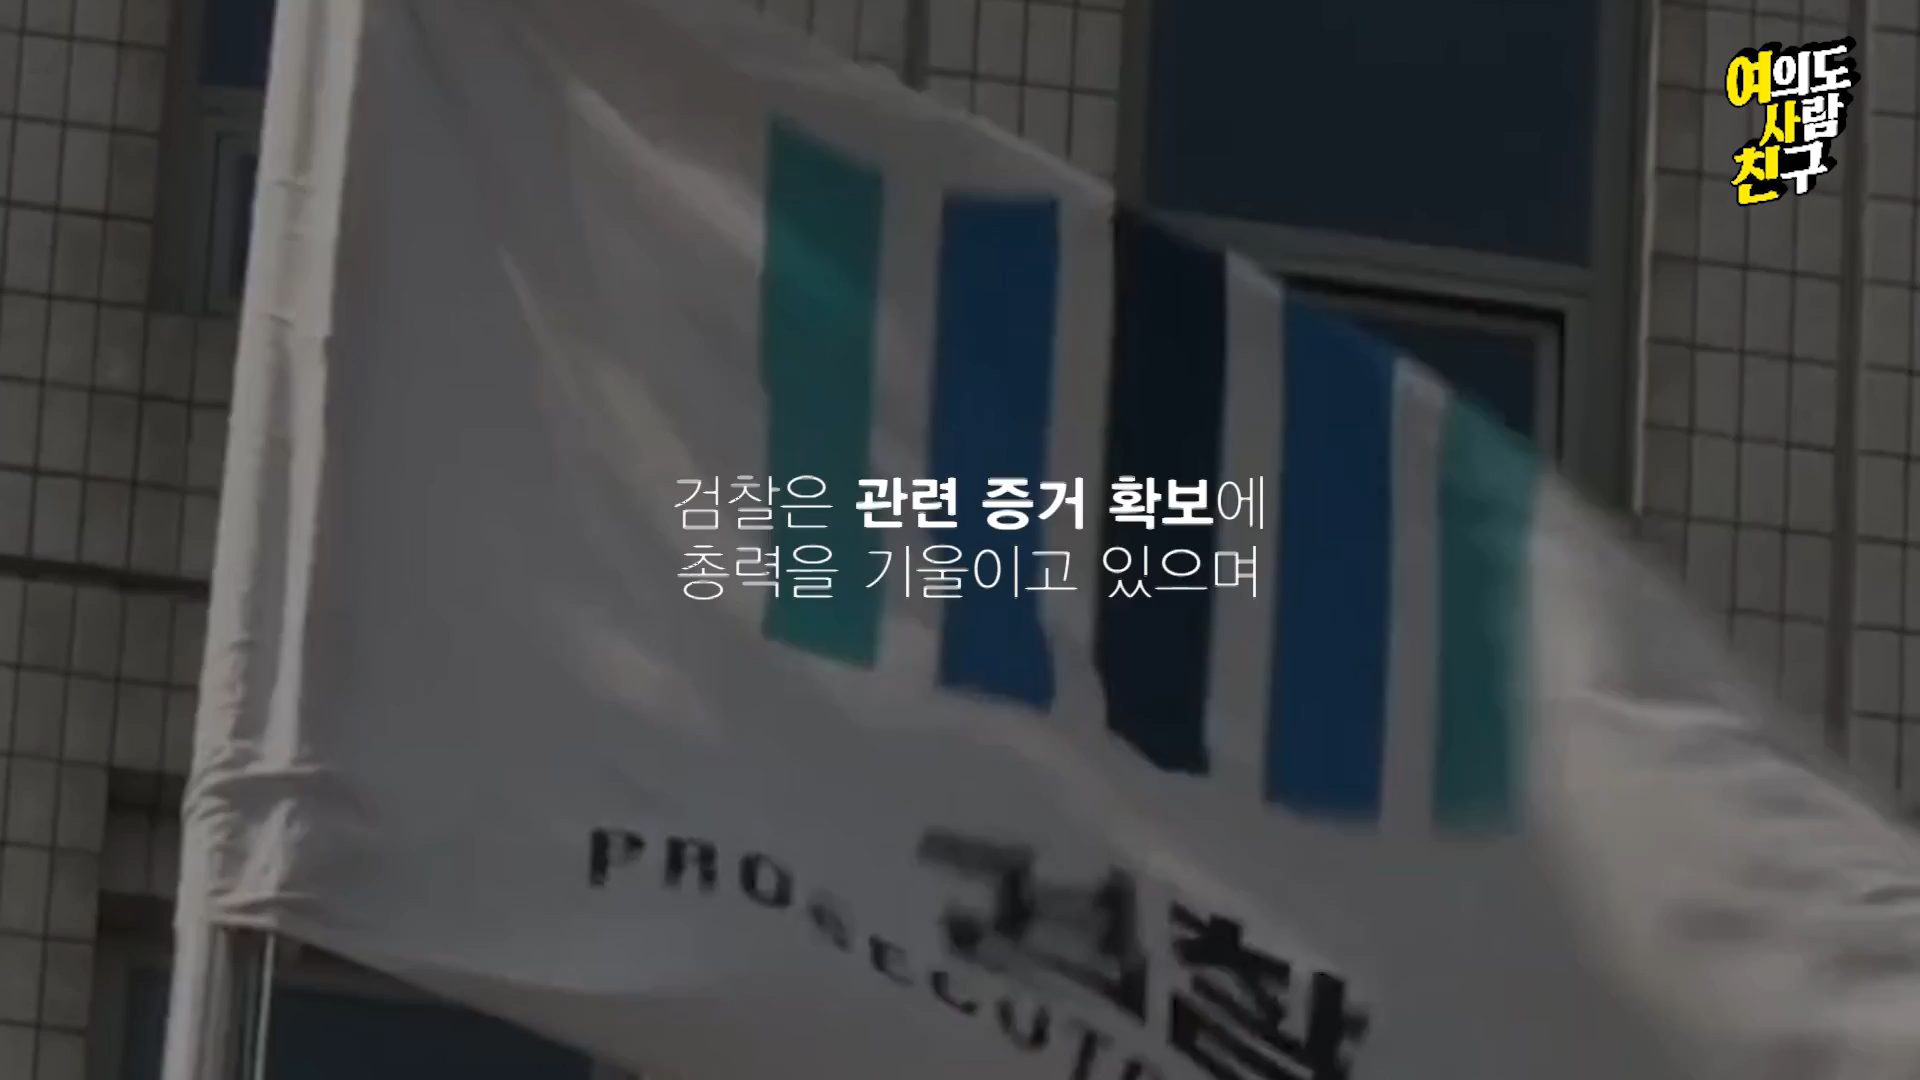 여의도
사람
친구
검찰은 관련 증거 확보에
총력을 기울이고 있으며
검찰